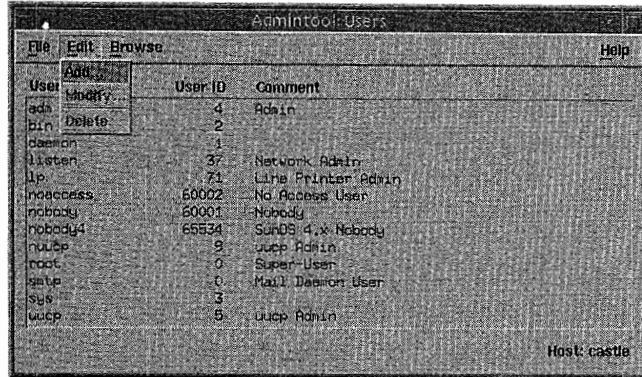 Admintool: Users
File Edit Browse Help
Add...
User User ID Comment
Modify...
adm 4 Admin
Delete
bin 2
daemon 1
listen 37 Network Admin
lp 71 Line Printer Admin
noaccess 60002 No Access User
nobody 60001 Nobody
nobody4 65534 SunOS 4.x Nobody
nuucp 9 uucp Admin
root 0 Super-User
smtp 0 Mail Daemon User
sys 3
uucp 5 uucp Admin
Host: castle